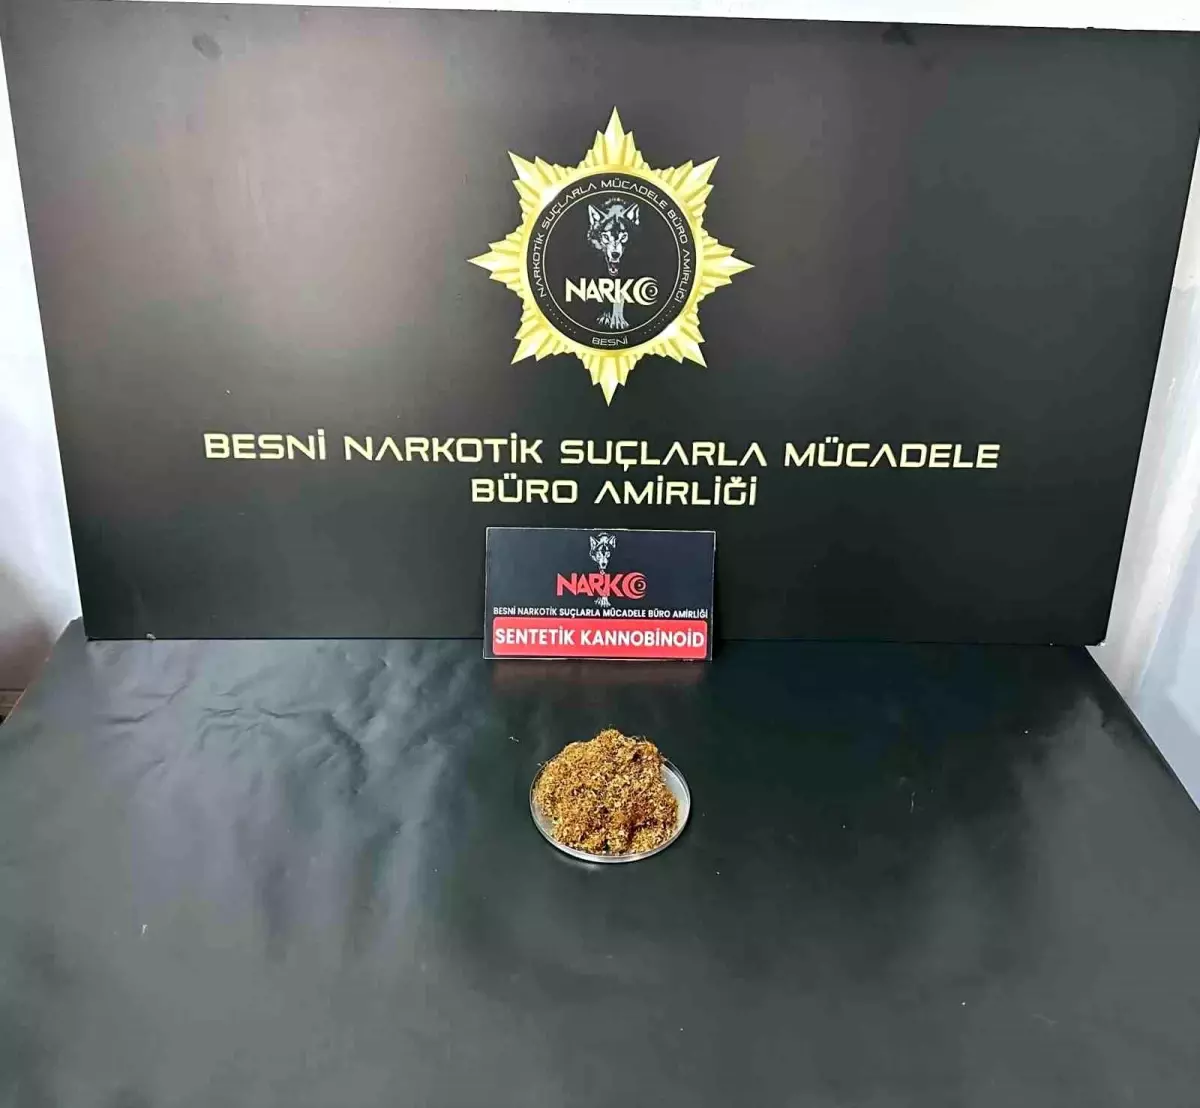 NARKOTİK SUÇLARLA MÜCADELE BÜRO AMİRLİĞİ
NARKO
BESNİ
BESNİ NARKOTİK SUÇLARLA MÜCADELE
BÜRO AMİRLİĞİ
NARKO
BESNİ NARKOTİK SUÇLARLA MÜCADELE BÜRO AMİRLİĞİ
SENTETİK KANNOBİNOİD